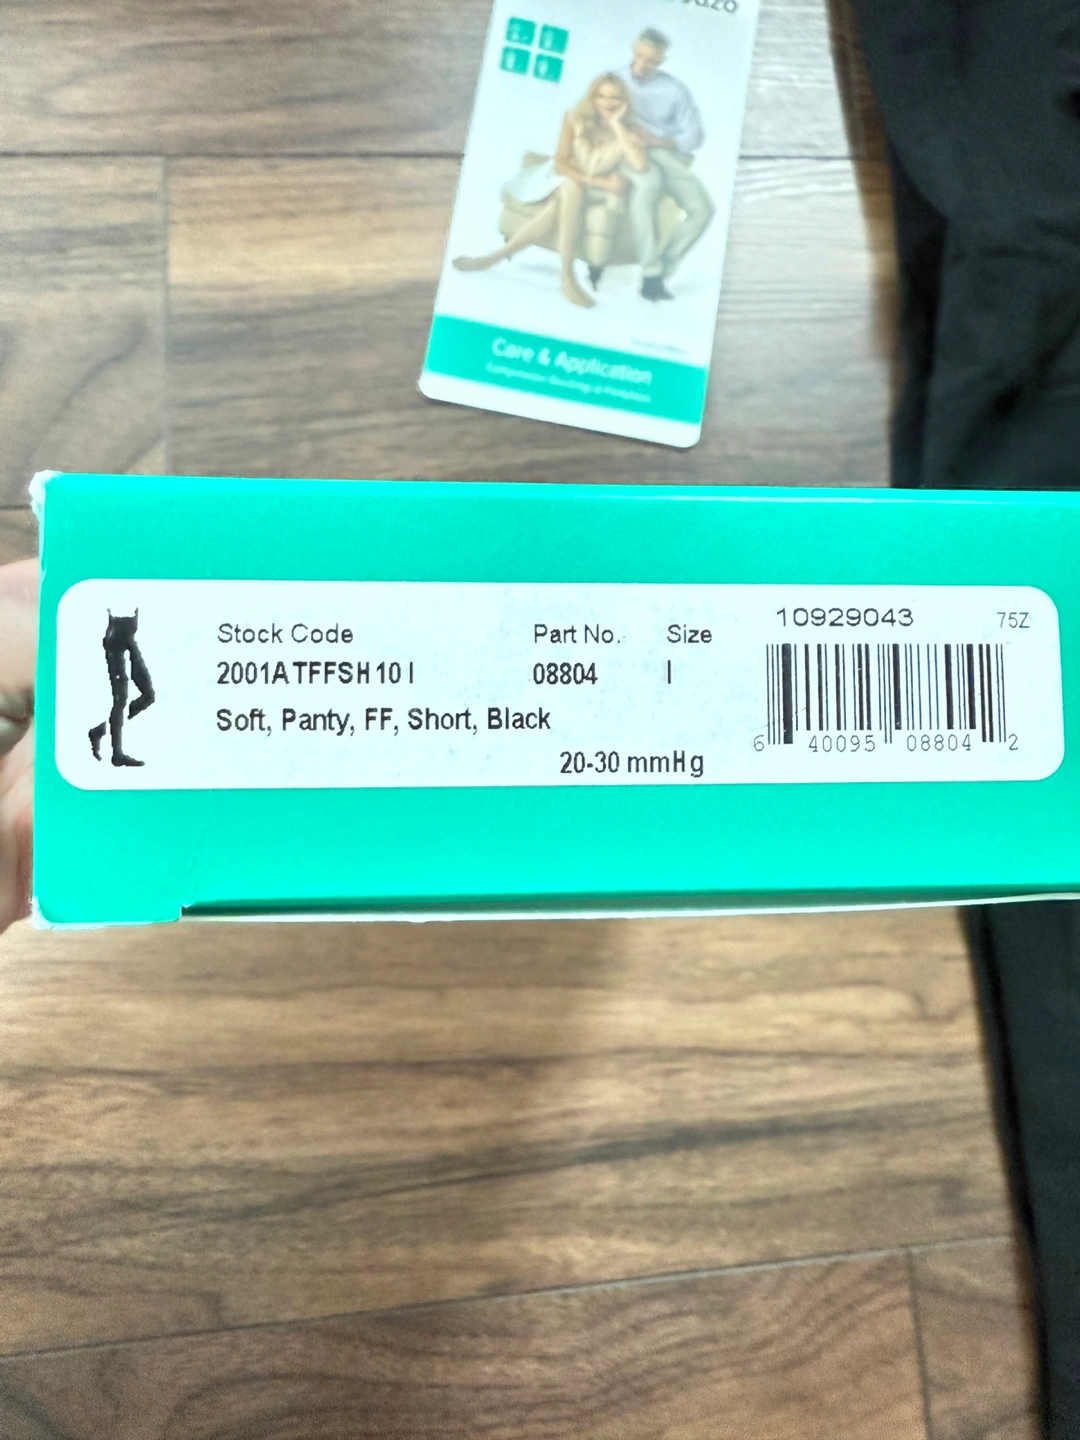 Care & Application
Stock Code
Part No.
Size
10929043
75Z
2001ATFFSH10 I
08804
I
Soft, Panty, FF, Short, Black
20-30 mmHg
6 40095 08804 2